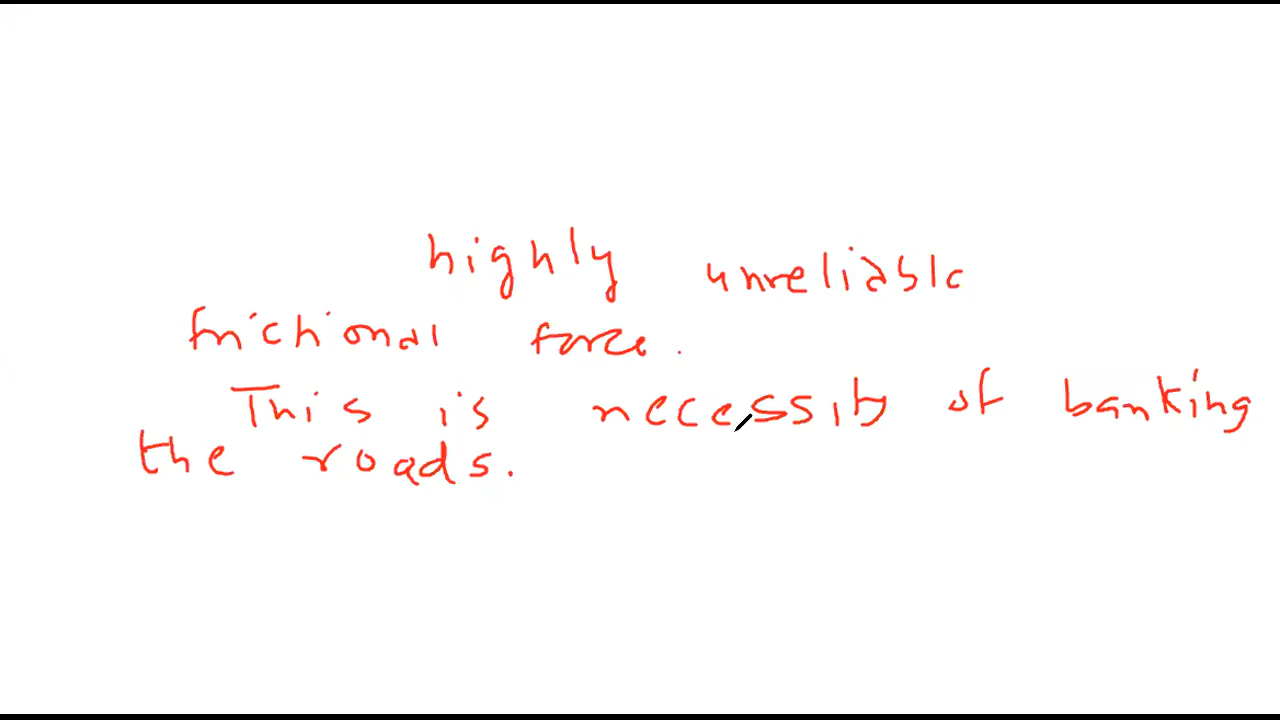 highly unreliable
frictional force.
This is necessity of banking
the roads.